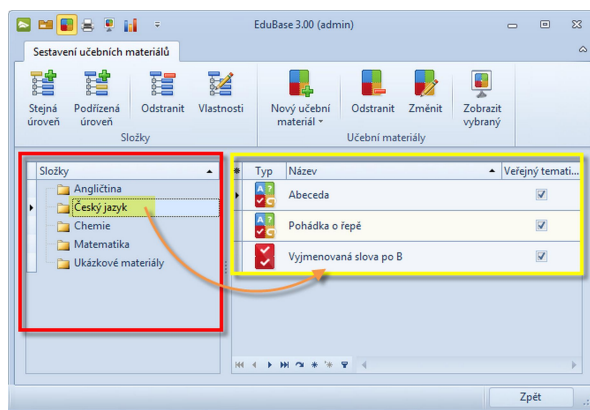 EduBase 3.00 (admin)
Sestavení učebních materiálů
Stejná úroveň
Podřízená úroveň
Odstranit
Vlastnosti
Nový učební materiál
Odstranit
Změnit
Zobrazit vybraný
Složky
Učební materiály
Složky
Angličtina
Český jazyk
Chemie
Matematika
Ukázkové materiály
Typ
Název
Veřejný temati...
Abeceda
Pohádka o řepě
Vyjmenovaná slova po B
Zpět